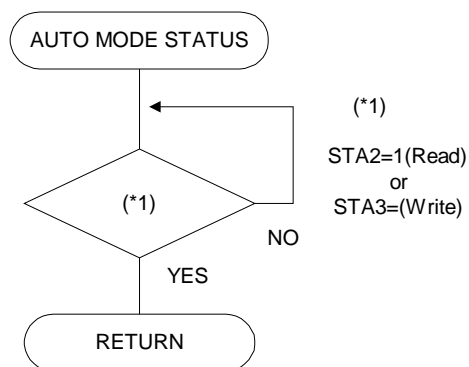 AUTO MODE STATUS
(*1)
STA2=1(Read)
or
STA3=(Write)
(*1)
NO
YES
RETURN